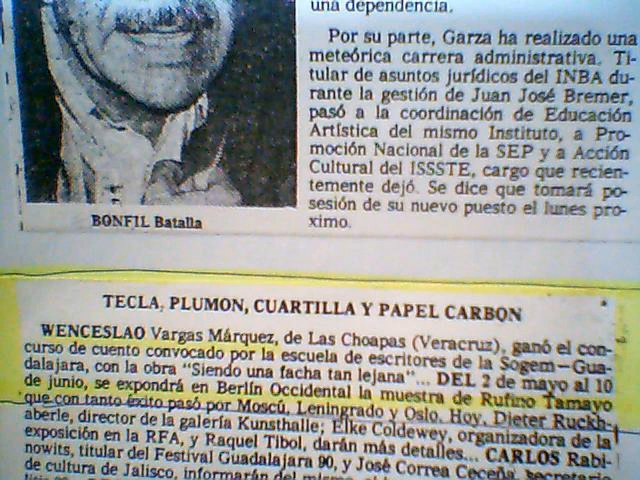 una dependencia.
Por su parte, Garza ha realizado una
meteórica carrera administrativa. Ti-
tular de asuntos jurídicos del INBA du-
rante la gestión de Juan José Bremer,
pasó a la coordinación de Educación
Artística del mismo Instituto, a Pro-
moción Nacional de la SEP y a Acción
Cultural del ISSSTE, cargo que recien-
temente dejó. Se dice que tomará po-
sesión de su nuevo puesto el lunes pró-
ximo.
BONFIL Batalla
TECLA, PLUMON, CUARTILLA Y PAPEL CARBON
WENCESLAO Vargas Márquez, de Las Choapas (Veracruz), ganó el con-
curso de cuento convocado por la escuela de escritores de la Sogem—Gua-
dalajara, con la obra "Siendo una facha tan lejana"... DEL 2 de mayo al 10
de junio, se expondrá en Berlín Occidental la muestra de Rufino Tamayo
que con tanto éxito pasó por Moscú, Leningrado y Oslo. Hoy, Dieter Ruckh-
aberle, director de la galería Kunsthalle; Elke Coldewey, organizadora de la
exposición en la RFA, y Raquel Tibol, darán más detalles... CARLOS Rabi-
nowits, titular del Festival Guadalajara 90, y José Correa Ceceña, secretario
de cultura de Jalisco, informarán del mismo